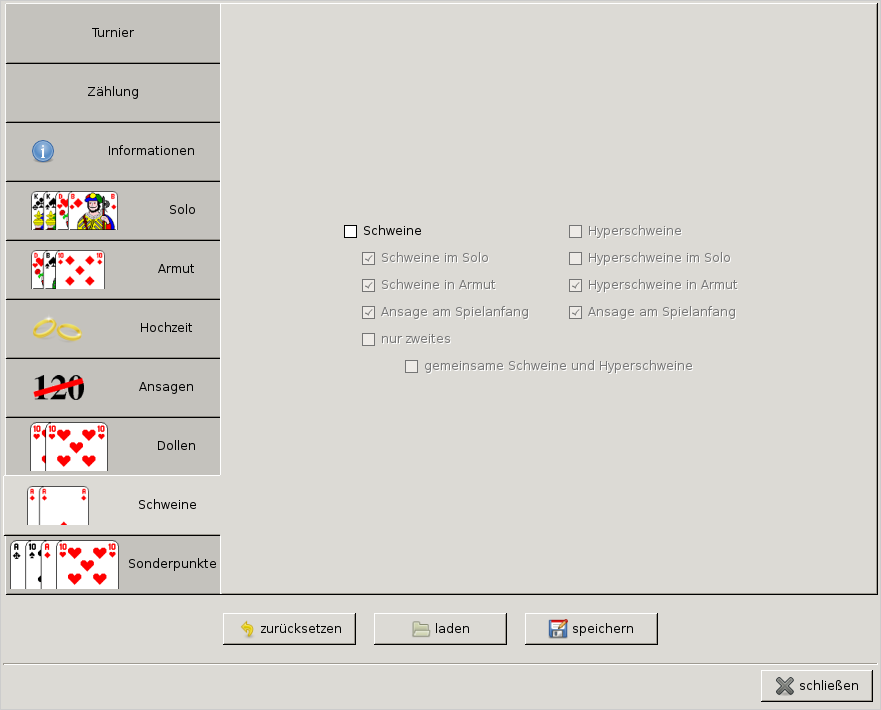 Turnier
Zählung
Informationen
Solo
Armut
Hochzeit
120 Ansagen
Dollen
Schweine
Sonderpunkte
Schweine Hyperschweine
Schweine im Solo Hyperschweine im Solo
Schweine in Armut Hyperschweine in Armut
Ansage am Spielanfang Ansage am Spielanfang
nur zweites
gemeinsame Schweine und Hyperschweine
zurücksetzen laden speichern
schließen